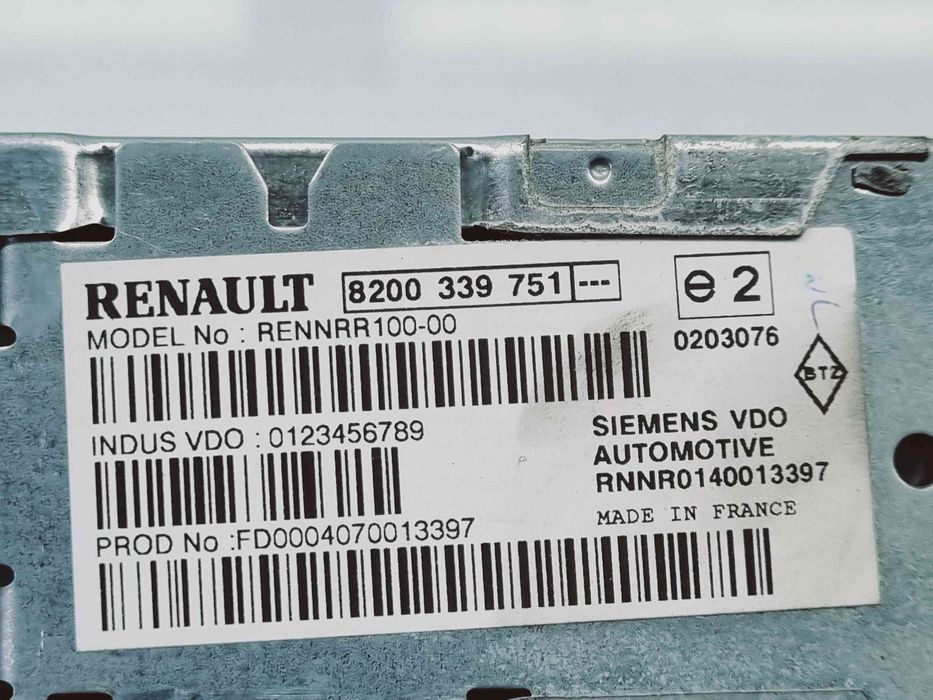 RENAULT 8200 339 751 ---
e 2
MODEL No : RENNRR100-00
0203076
BTZ
INDUS VDO : 0123456789
SIEMENS VDO
AUTOMOTIVE
RNNR0140013397
MADE IN FRANCE
PROD No :FD0004070013397